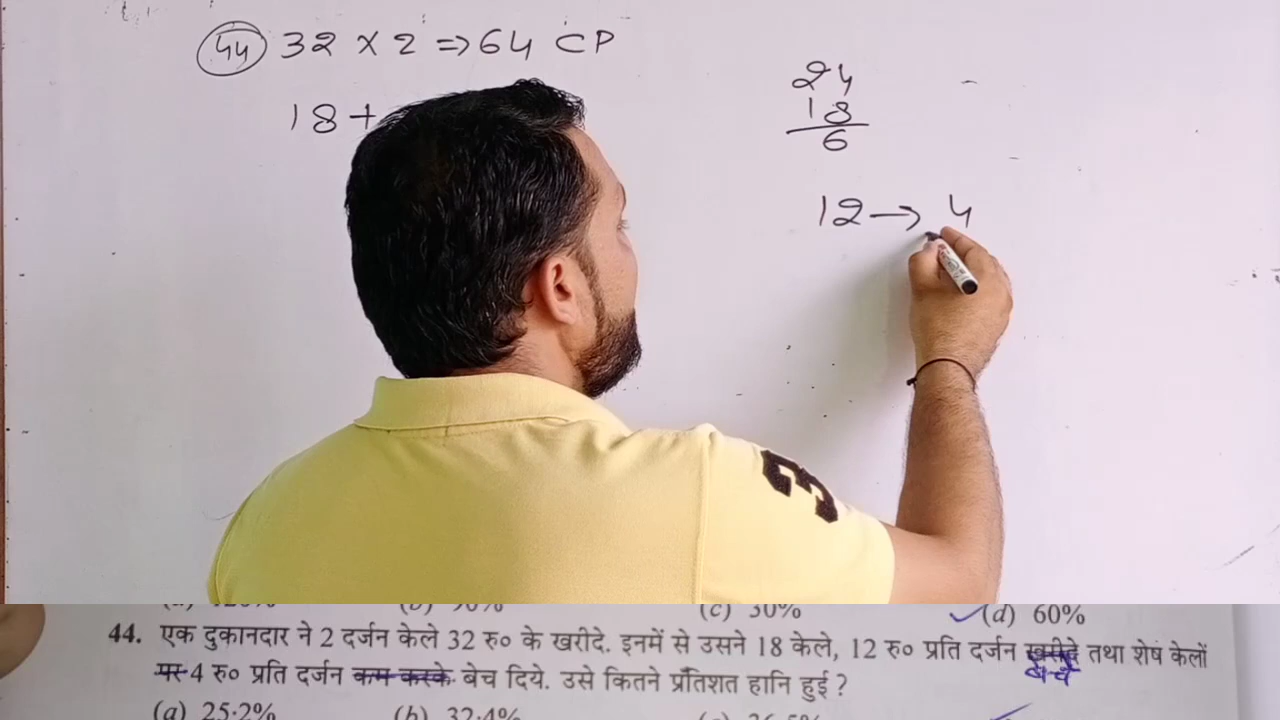 44 32 × 2 ⇒ 64 CP
18 +
24
18
6
12 → 4
3
(b) 90% (c) 30% (d) 60%
44. एक दुकानदार ने 2 दर्जन केले 32 रु० के खरीदे. इनमें से उसने 18 केले, 12 रु० प्रति दर्जन खरीदे तथा शेष केलों
बेचे
पर 4 रु० प्रति दर्जन कम करके बेच दिये. उसे कितने प्रतिशत हानि हुई ?
(a) 25·2% (b) 32·4%